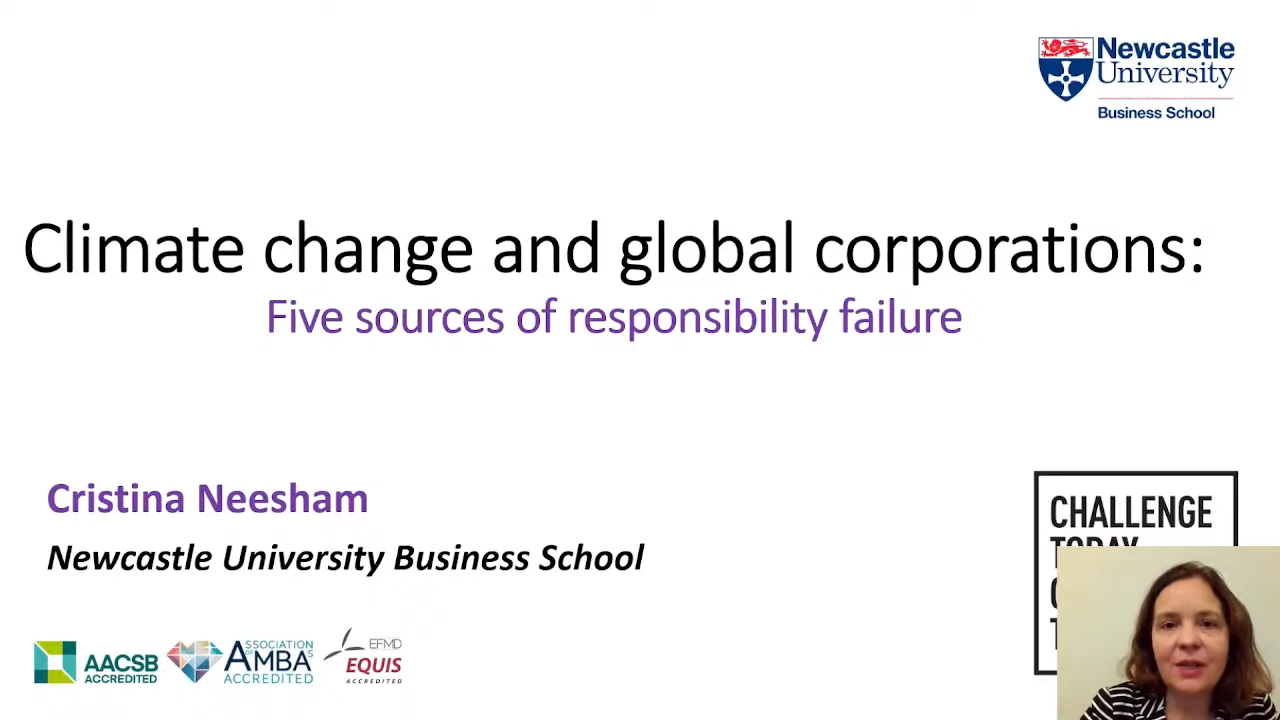 Newcastle
University
Business School
Climate change and global corporations:
Five sources of responsibility failure
Cristina Neesham
Newcastle University Business School
CHALLENGE
TODAY
AACSB
ACCREDITED
ASSOCIATION
OF AMBAs
ACCREDITED
EFMD
EQUIS
ACCREDITED